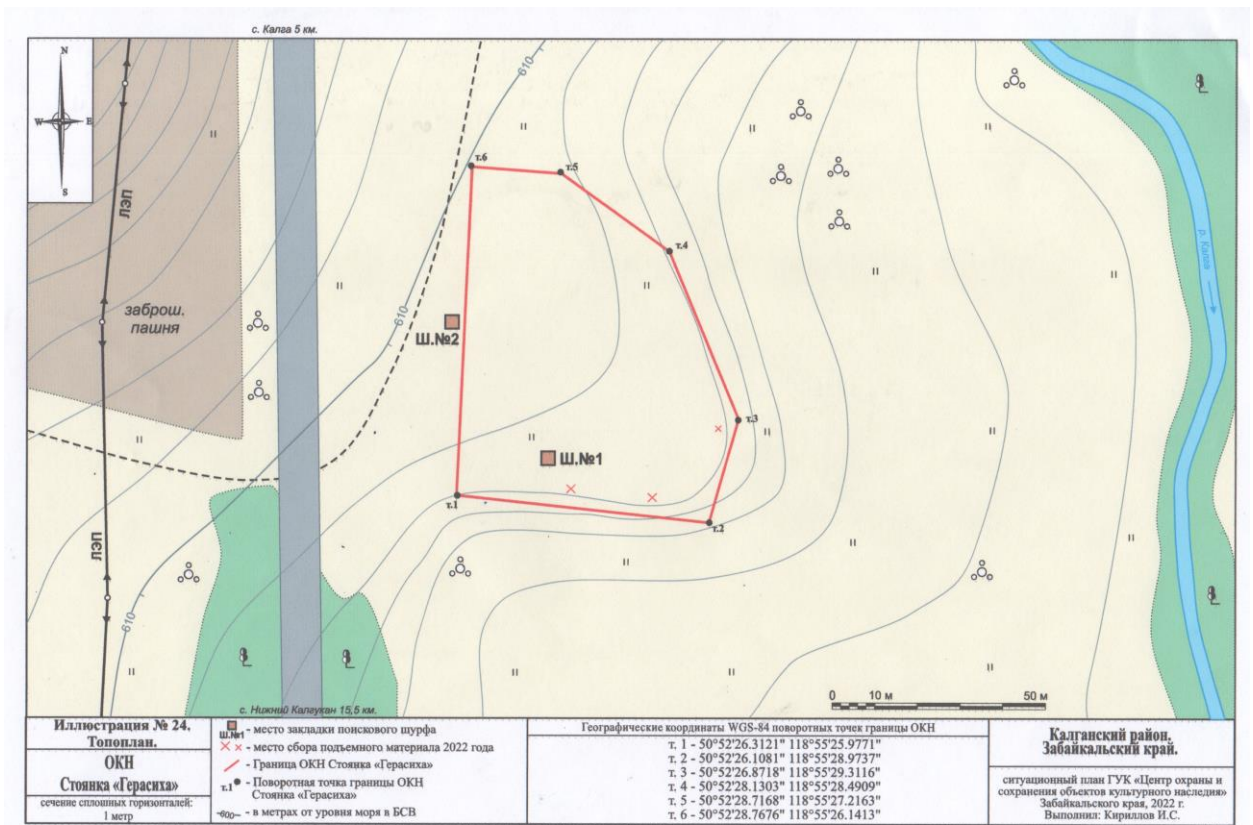 с. Калга 5 км.
N
W E
S
610
ЛЭП
т.6
т.5
т.4
р. Калга
заброш.
пашня
610
Ш.№2
т.3
Ш.№1
т.1
т.2
ЛЭП
610
0 10 м 50 м
с. Нижний Калгукан 15,5 км.
Иллюстрация № 24.
Топоплан.
ОКН
Стоянка «Герасиха»
сечение сплошных горизонталей:
1 метр
Ш.№1 - место закладки поискового шурфа
- место сбора подъемного материала 2022 года
- Граница ОКН Стоянка «Герасиха»
т.1 - Поворотная точка границы ОКН
Стоянка «Герасиха»
-600- - в метрах от уровня моря в БСВ
Географические координаты WGS-84 поворотных точек границы ОКН
т. 1 - 50°52'26.3121" 118°55'25.9771"
т. 2 - 50°52'26.1081" 118°55'28.9737"
т. 3 - 50°52'26.8718" 118°55'29.3116"
т. 4 - 50°52'28.1303" 118°55'28.4909"
т. 5 - 50°52'28.7168" 118°55'27.2163"
т. 6 - 50°52'28.7676" 118°55'26.1413"
Калганский район.
Забайкальский край.
ситуационный план ГУК «Центр охраны и
сохранения объектов культурного наследия»
Забайкальского края, 2022 г.
Выполнил: Кириллов И.С.